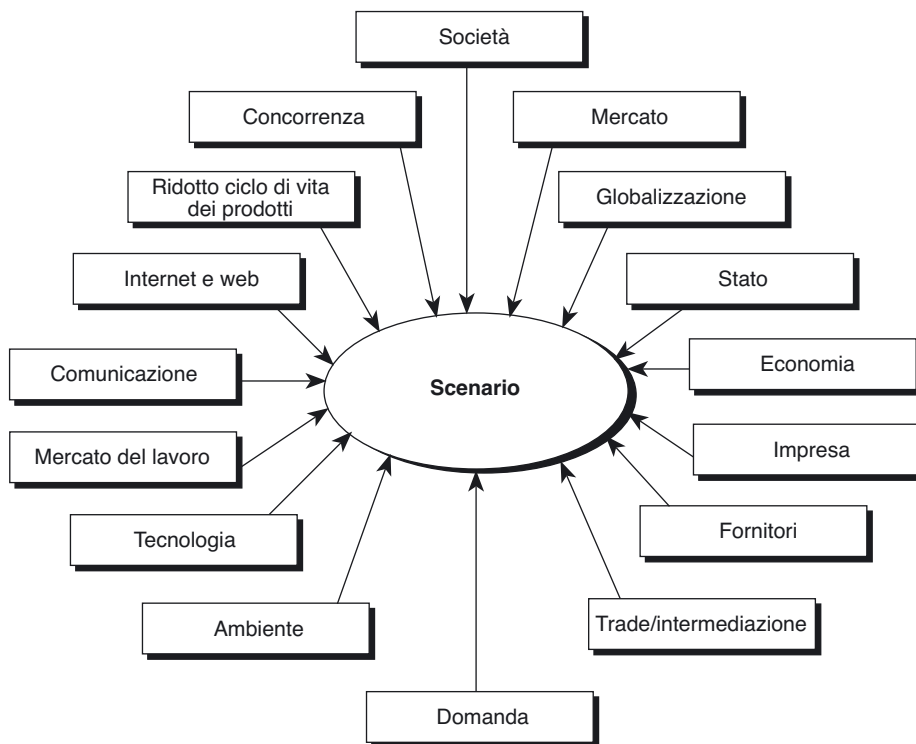 Società
Concorrenza
Mercato
Ridotto ciclo di vita
dei prodotti
Globalizzazione
Internet e web
Stato
Comunicazione
Scenario
Economia
Mercato del lavoro
Impresa
Tecnologia
Fornitori
Ambiente
Trade/intermediazione
Domanda